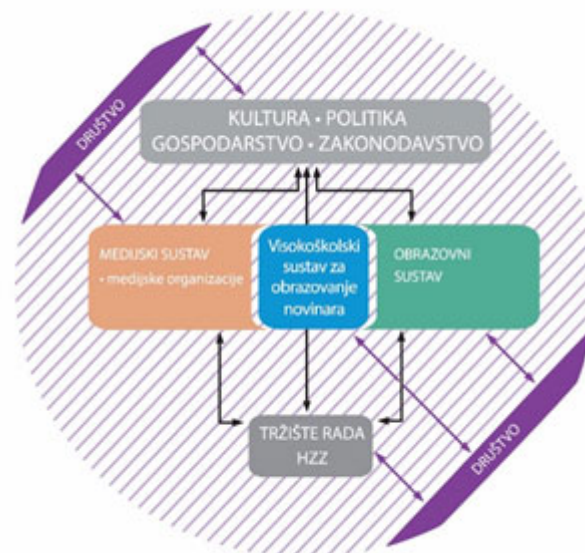 DRUŠTVO
KULTURA • POLITIKA
GOSPODARSTVO • ZAKONODAVSTVO
MEDIJSKI SUSTAV
• medijske organizacije
Visokoškolski
sustav za
obrazovanje
novinara
OBRAZOVNI
SUSTAV
TRŽIŠTE RADA
HZZ
DRUŠTVO